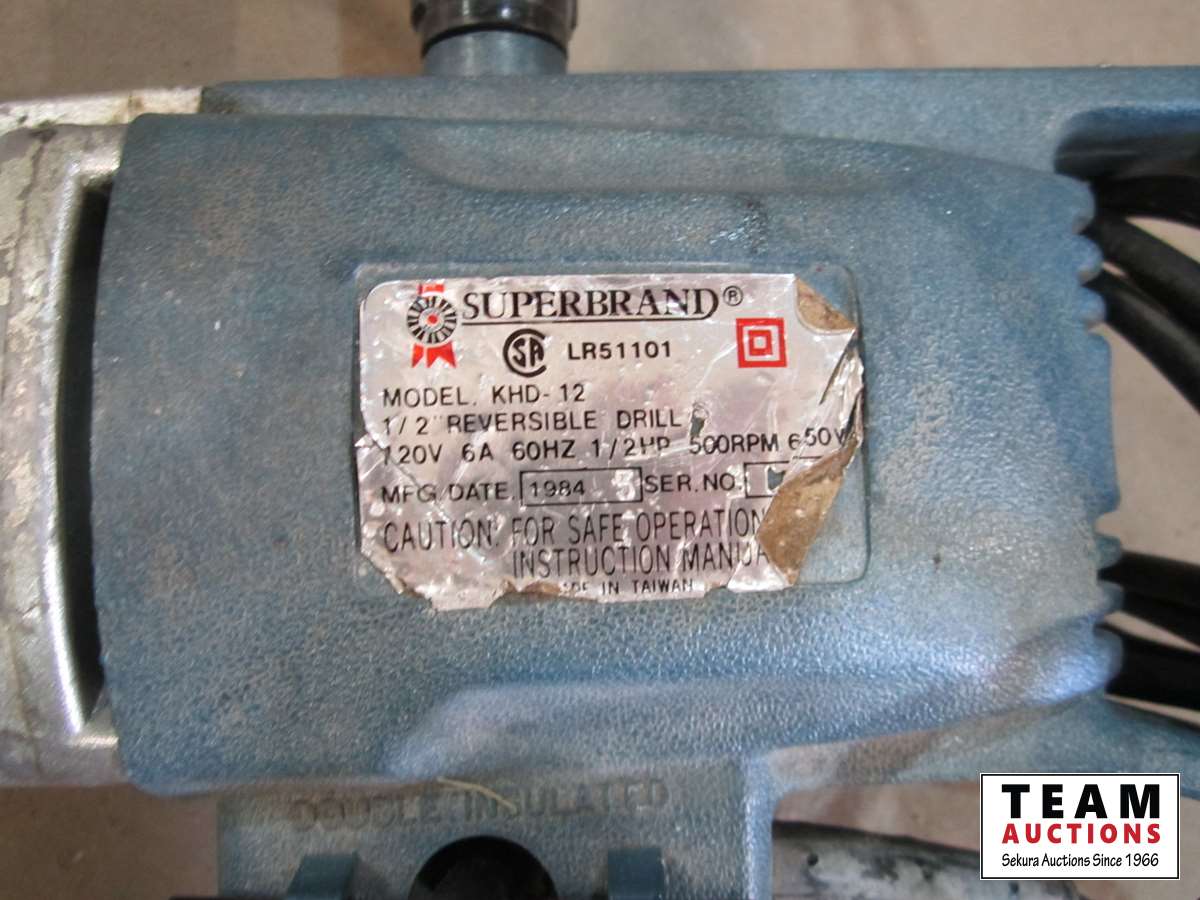 SUPERBRAND®
CSA LR51101
MODEL. KHD-12
1/2" REVERSIBLE DRILL
120V 6A 60HZ 1/2HP 500RPM 650W
MFG. DATE. 1984 SER. NO.
CAUTION: FOR SAFE OPERATION
INSTRUCTION MANUA
IN TAIWAN
DOUBLE INSULATED
TEAM
AUCTIONS
Sekura Auctions Since 1966